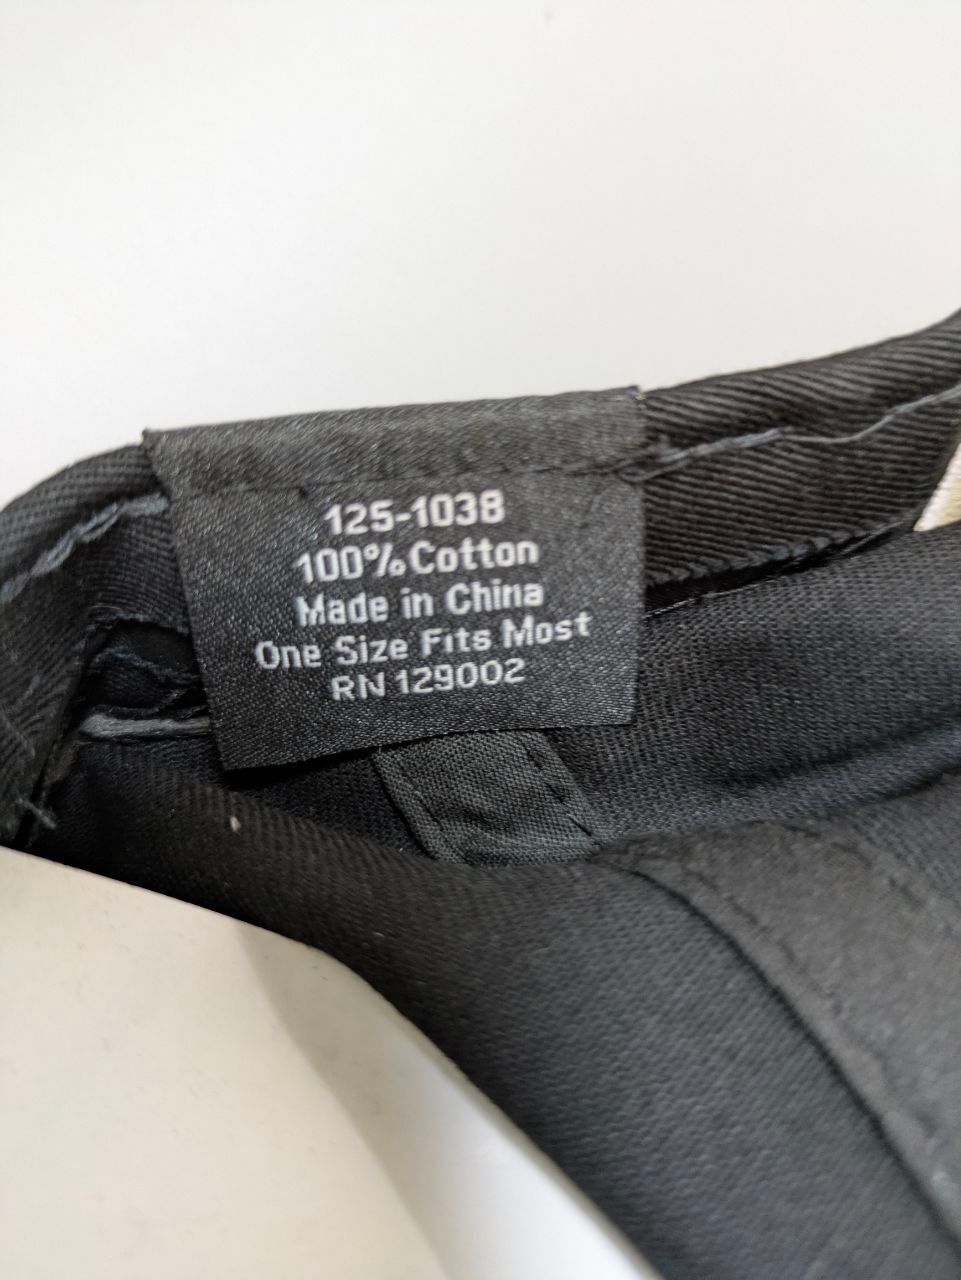 125-1038
100% Cotton
Made in China
One Size Fits Most
RN 129002